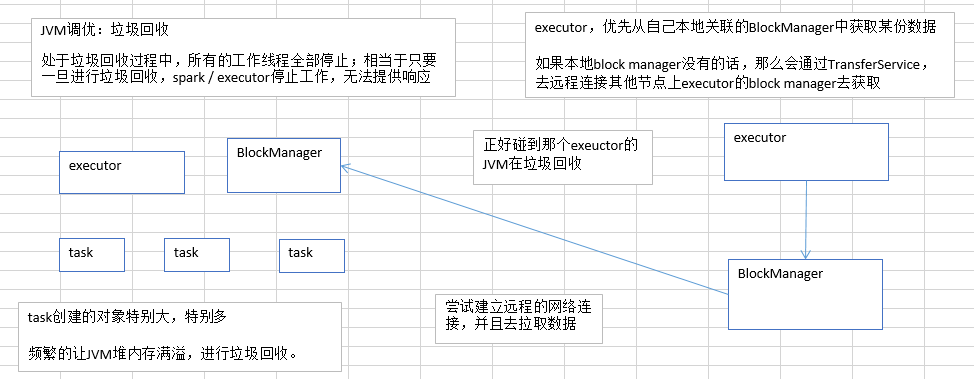 JVM调优：垃圾回收
处于垃圾回收过程中，所有的工作线程全部停止；相当于只要
一旦进行垃圾回收，spark / executor停止工作，无法提供响应
executor，优先从自己本地关联的BlockManager中获取某份数据
如果本地block manager没有的话，那么会通过TransferService，
去远程连接其他节点上executor的block manager去获取
executor
BlockManager
正好碰到那个exeuctor的
JVM在垃圾回收
executor
task
task
task
BlockManager
task创建的对象特别大，特别多
频繁的让JVM堆内存满溢，进行垃圾回收。
尝试建立远程的网络连
接，并且去拉取数据